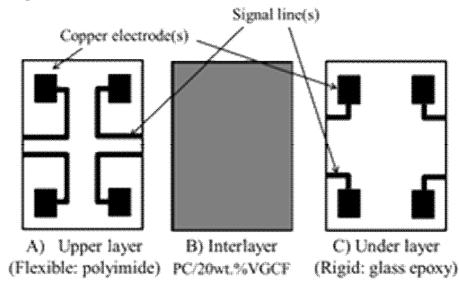 Signal line(s)
Copper electrode(s)
A) Upper layer
(Flexible: polyimide)
B) Interlayer
PC/20wt.%VGCF
C) Under layer
(Rigid: glass epoxy)